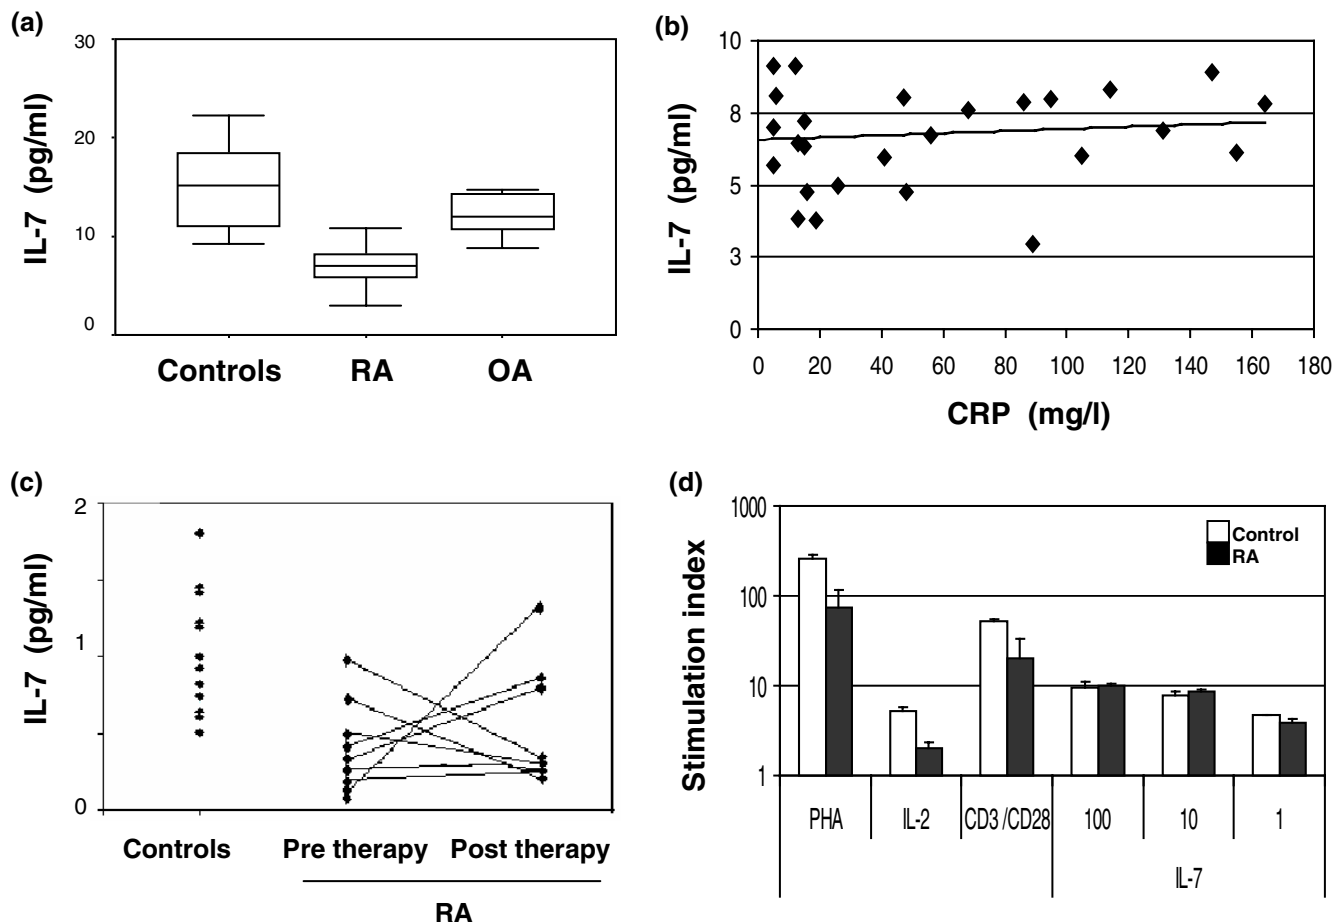 (a)
30
20
10
0
IL-7 (pg/ml)
Controls RA OA
(b)
10
8
5
3
0
IL-7 (pg/ml)
0 20 40 60 80 100 120 140 160 180
CRP (mg/l)
(c)
2
1
0
IL-7 (pg/ml)
Controls Pre therapy Post therapy
RA
(d)
1000
100
10
1
Stimulation index
Control
RA
PHA IL-2 CD3 /CD28 100 10 1
IL-7